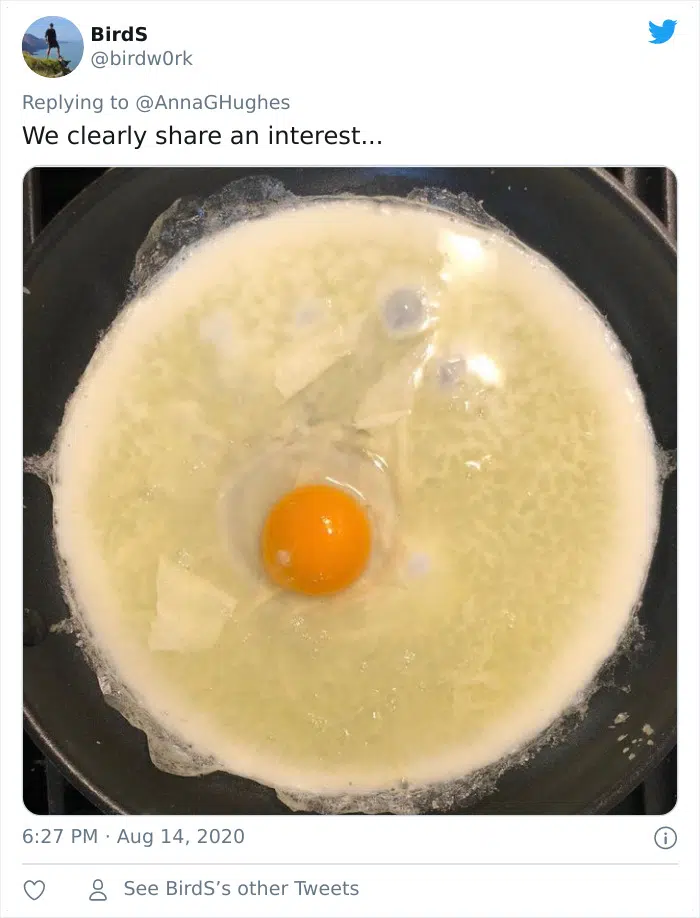 BirdS
@birdw0rk
Replying to @AnnaGHughes
We clearly share an interest...
6:27 PM · Aug 14, 2020
See BirdS’s other Tweets